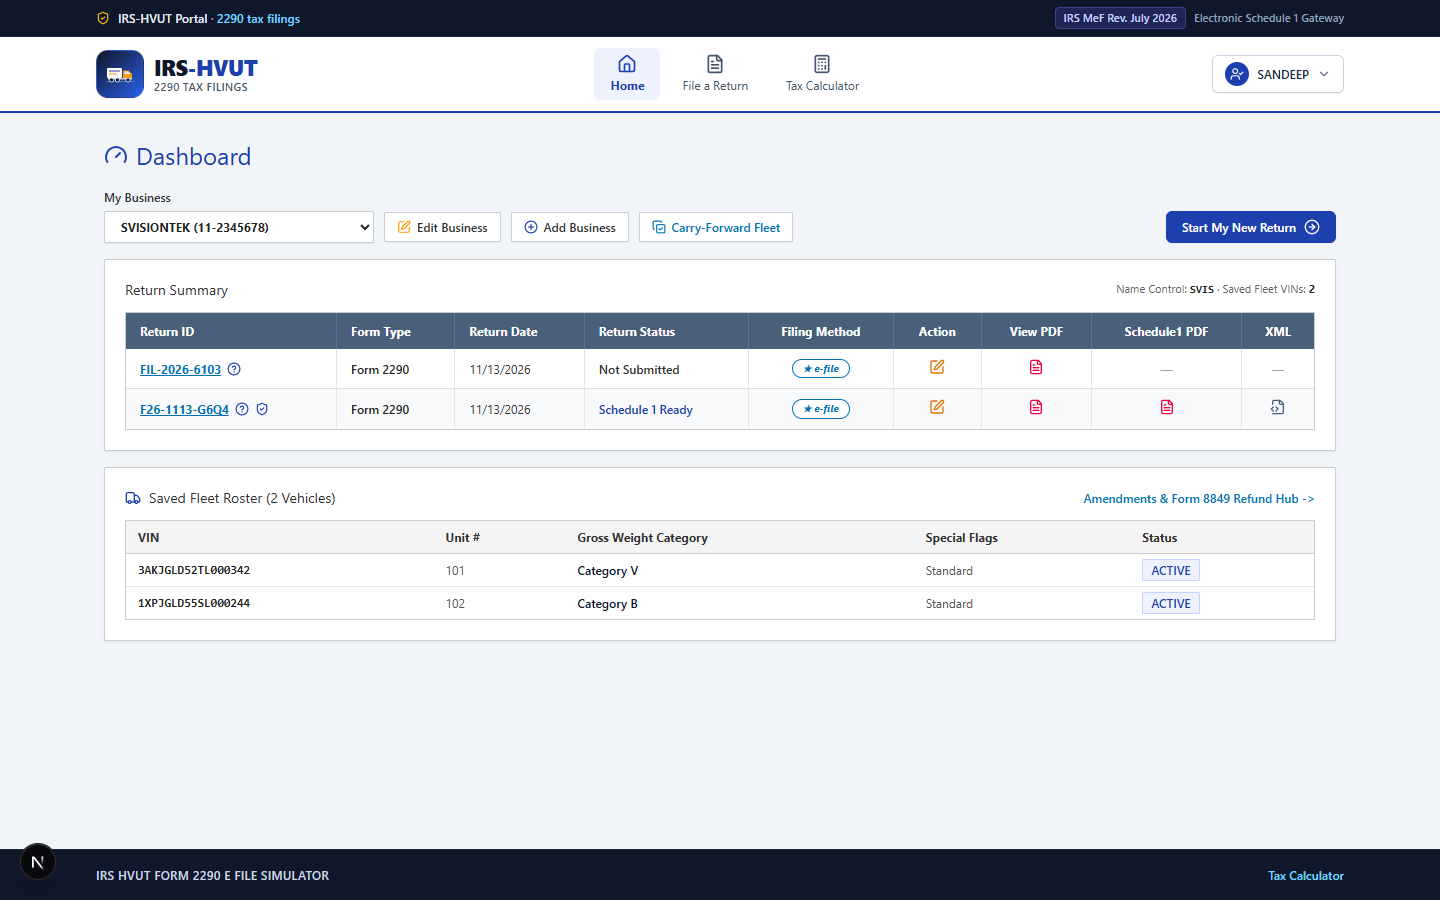 IRS-HVUT Portal · 2290 tax filings
IRS MeF Rev. July 2026
Electronic Schedule 1 Gateway
IRS-HVUT
2290 TAX FILINGS
Home
File a Return
Tax Calculator
SANDEEP
Dashboard
My Business
SVISIONTEK (11-2345678)
Edit Business
Add Business
Carry-Forward Fleet
Start My New Return
Return Summary
Name Control: SVIS · Saved Fleet VINs: 2
Return ID Form Type Return Date Return Status Filing Method Action View PDF Schedule1 PDF XML
FIL-2026-6103 Form 2290 11/13/2026 Not Submitted ★ e-file — —
F26-1113-G6Q4 Form 2290 11/13/2026 Schedule 1 Ready ★ e-file
Saved Fleet Roster (2 Vehicles)
Amendments & Form 8849 Refund Hub ->
VIN Unit # Gross Weight Category Special Flags Status
3AKJGLD52TL000342 101 Category V Standard ACTIVE
1XPJGLD55SL000244 102 Category B Standard ACTIVE
N
IRS HVUT FORM 2290 E FILE SIMULATOR
Tax Calculator